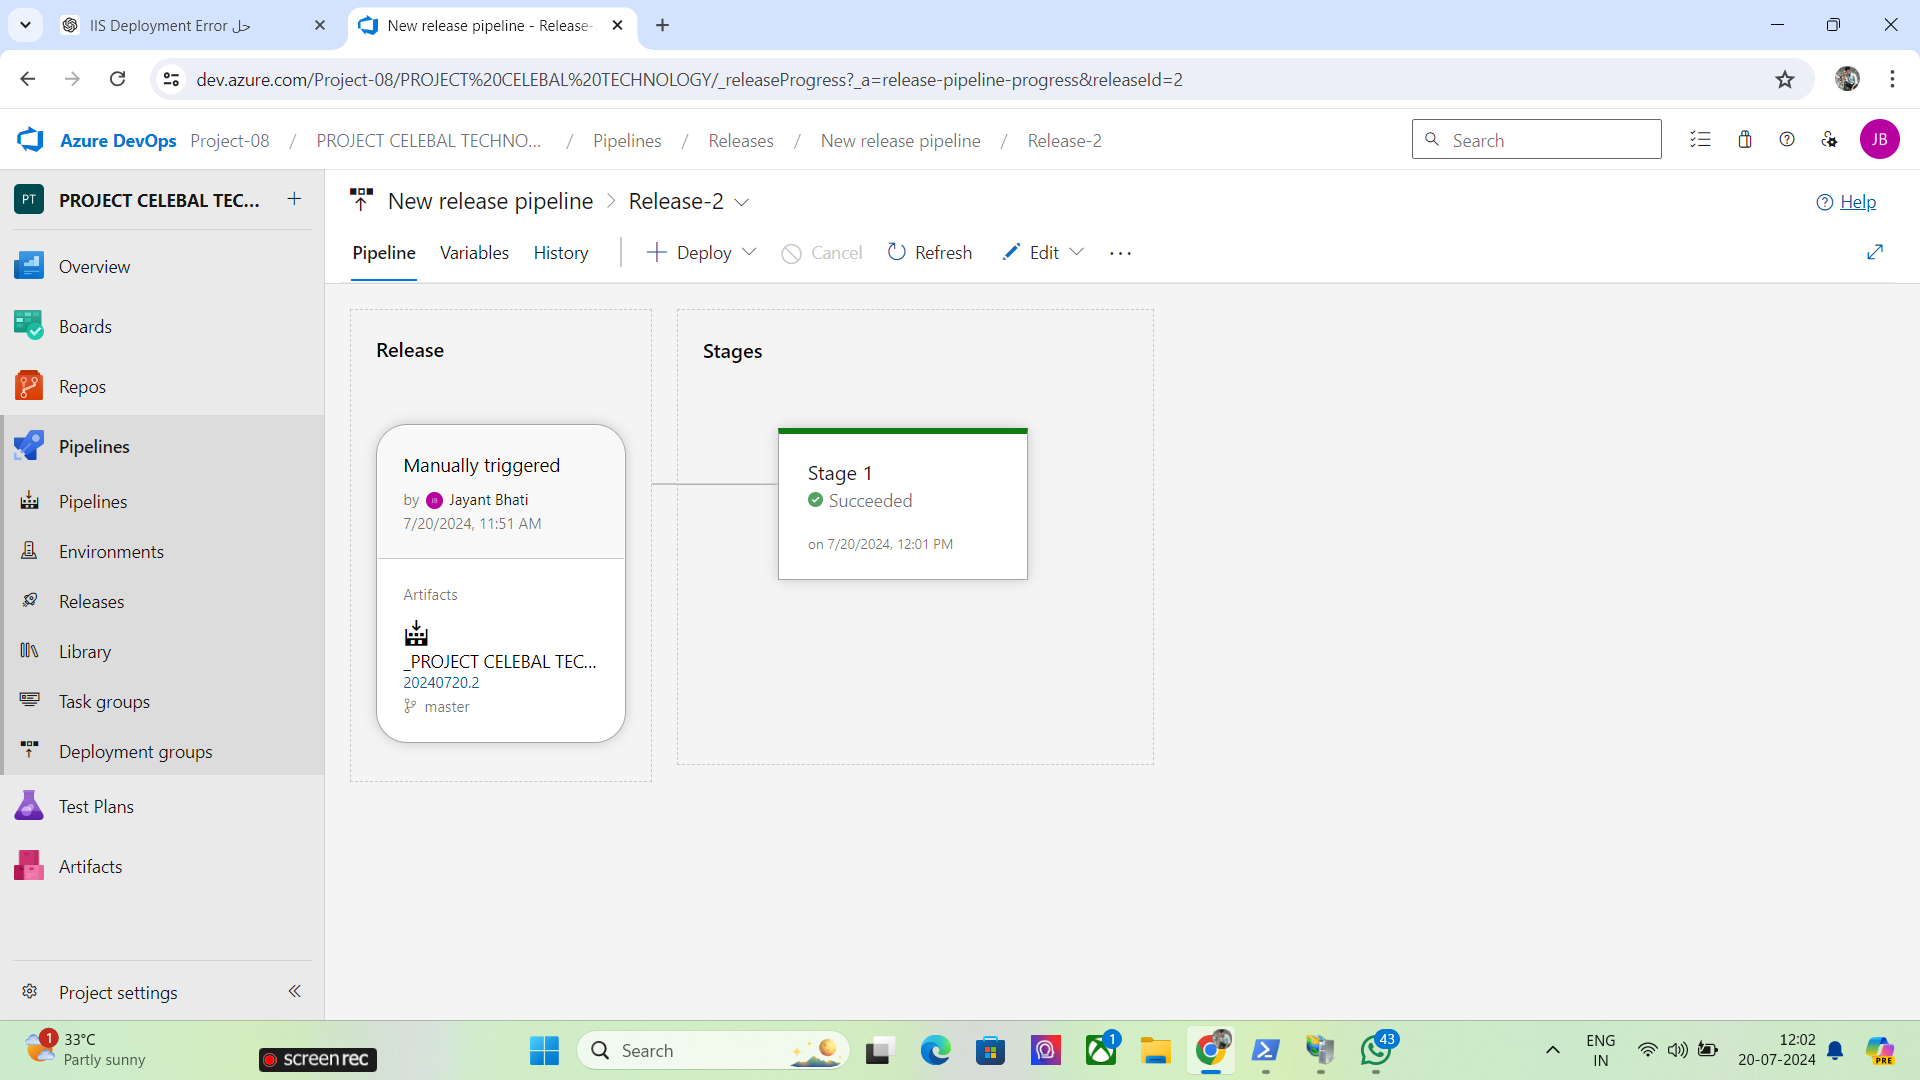 IIS Deployment Error حل
New release pipeline - Release-
dev.azure.com/Project-08/PROJECT%20CELEBAL%20TECHNOLOGY/_releaseProgress?_a=release-pipeline-progress&releaseId=2
Azure DevOps Project-08 / PROJECT CELEBAL TECHNO... / Pipelines / Releases / New release pipeline / Release-2
Search
JB
PT PROJECT CELEBAL TEC...
New release pipeline > Release-2
Help
Pipeline Variables History Deploy Cancel Refresh Edit ...
Overview
Boards
Repos
Pipelines
Pipelines
Environments
Releases
Library
Task groups
Deployment groups
Test Plans
Artifacts
Project settings
Release
Manually triggered
by JB Jayant Bhati
7/20/2024, 11:51 AM
Artifacts
_PROJECT CELEBAL TEC...
20240720.2
master
Stages
Stage 1
Succeeded
on 7/20/2024, 12:01 PM
1
33°C
Partly sunny
screen rec
Search
1
43
ENG
IN
12:02
20-07-2024
PRE